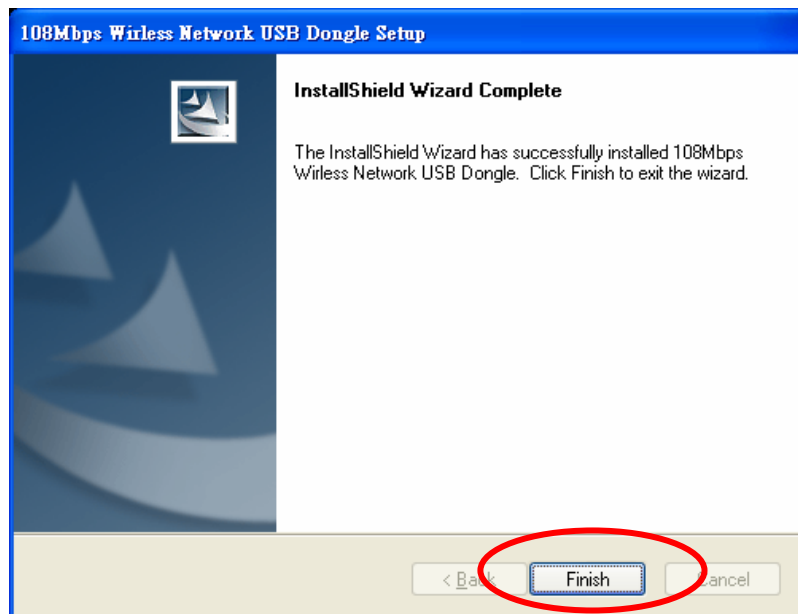 108Mbps Wirless Network USB Dongle Setup
InstallShield Wizard Complete
The InstallShield Wizard has successfully installed 108Mbps
Wirless Network USB Dongle. Click Finish to exit the wizard.
< Back Finish Cancel